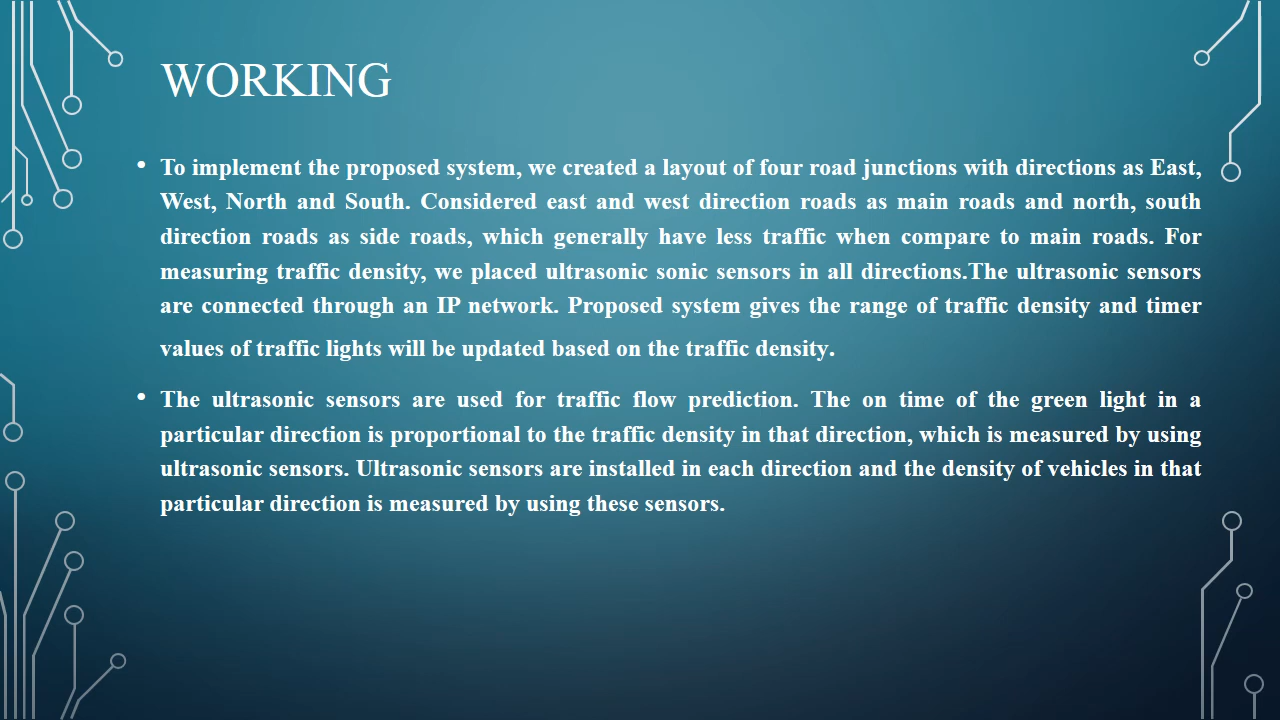 WORKING
• To implement the proposed system, we created a layout of four road junctions with directions as East,
West, North and South. Considered east and west direction roads as main roads and north, south
direction roads as side roads, which generally have less traffic when compare to main roads. For
measuring traffic density, we placed ultrasonic sonic sensors in all directions.The ultrasonic sensors
are connected through an IP network. Proposed system gives the range of traffic density and timer
values of traffic lights will be updated based on the traffic density.
• The ultrasonic sensors are used for traffic flow prediction. The on time of the green light in a
particular direction is proportional to the traffic density in that direction, which is measured by using
ultrasonic sensors. Ultrasonic sensors are installed in each direction and the density of vehicles in that
particular direction is measured by using these sensors.